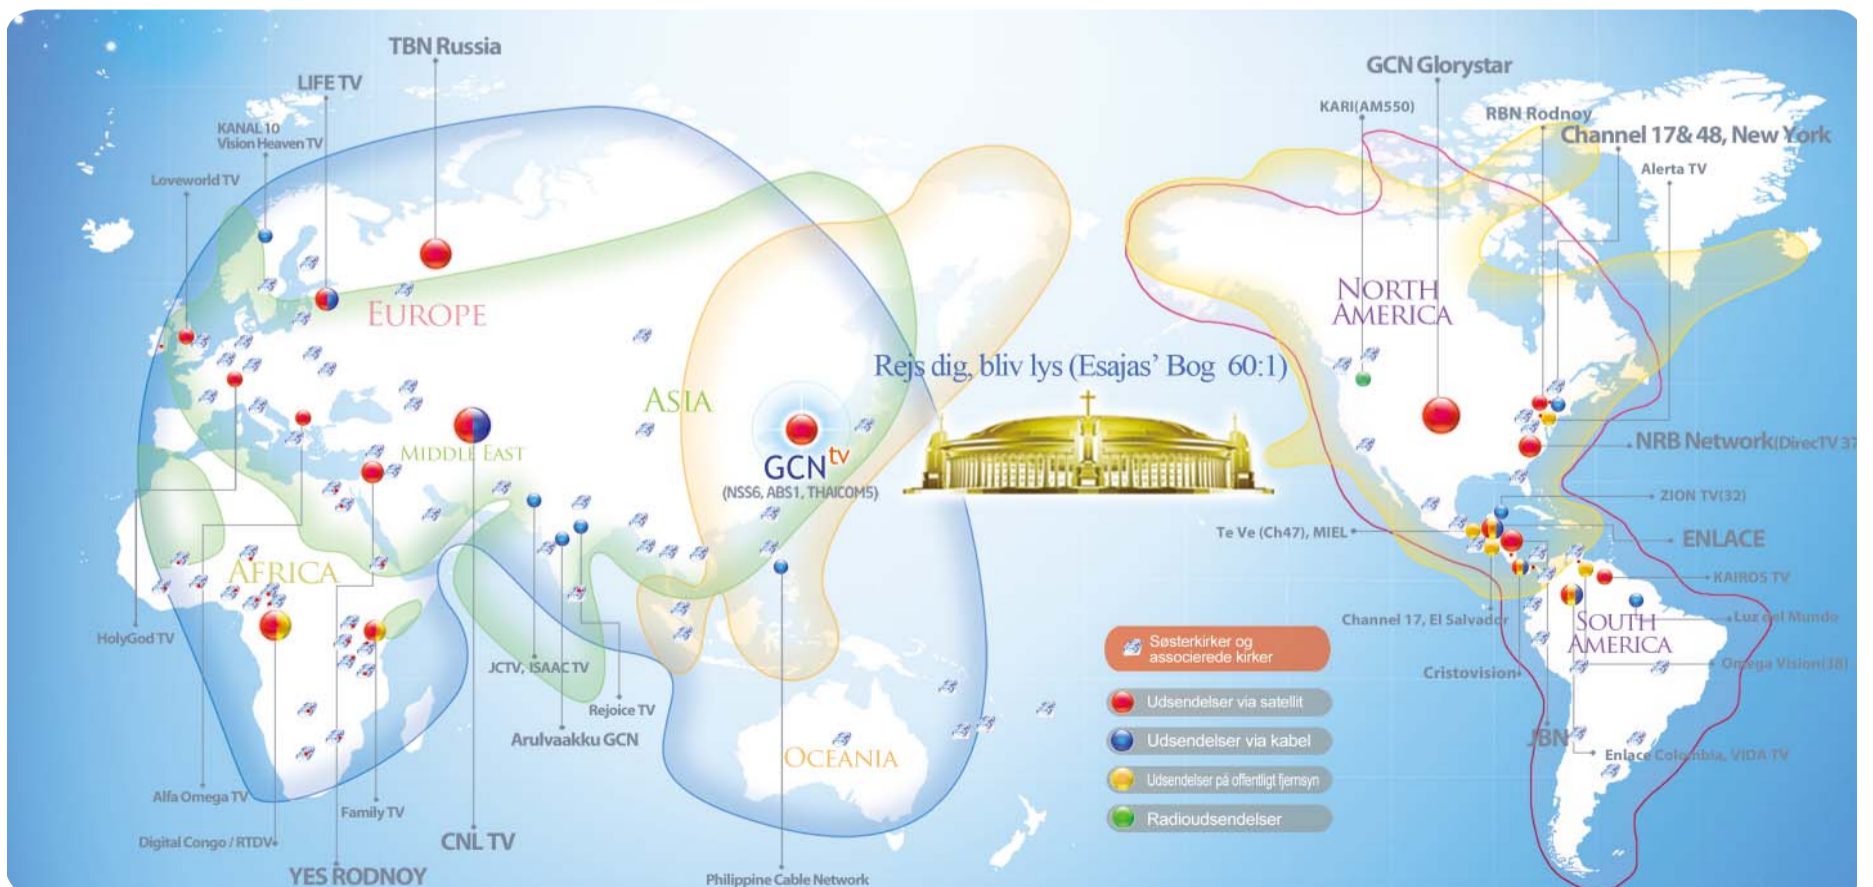 TBN Russia
LIFE TV
KANAL 10
Vision Heaven TV
Loveworld TV
GCN Glorystar
KARI(AM550)
RBN Rodnoy
Channel 17& 48, New York
Alerta TV
EUROPE
NORTH
AMERICA
Rejs dig, bliv lys (Esajas' Bog 60:1)
ASIA
MIDDLE EAST
GCN tv
(NSS6, ABS1, THAICOM5)
NRB Network(DirecTV 37
ZION TV(32)
Te Ve (Ch47), MIEL
ENLACE
AFRICA
KAIROS TV
HolyGod TV
Channel 17, El Salvador
SOUTH
AMERICA
Luz del Mundo
JCTV, ISAAC TV
Søsterkirker og
associerede kirker
Cristovision
Omega Vision(38)
Rejoice TV
Udsendelser via satellit
Arulvaakku GCN
Udsendelser via kabel
JBN
OCEANIA
Enlace Colombia, VIDA TV
Udsendelser på offentligt fjernsyn
Alfa Omega TV
Family TV
Radioudsendelser
Digital Congo / RTDV
CNL TV
YES RODNOY
Philippine Cable Network